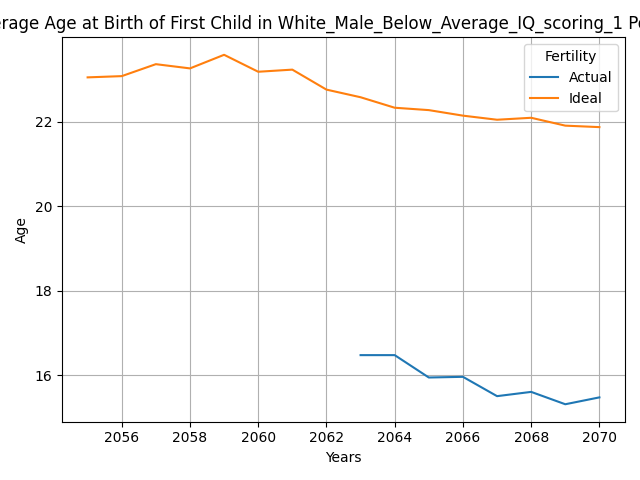 erage Age at Birth of First Child in White_Male_Below_Average_IQ_scoring_1 Po
Fertility
Actual
Ideal
22
20
18
16
Age
2056 2058 2060 2062 2064 2066 2068 2070
Years